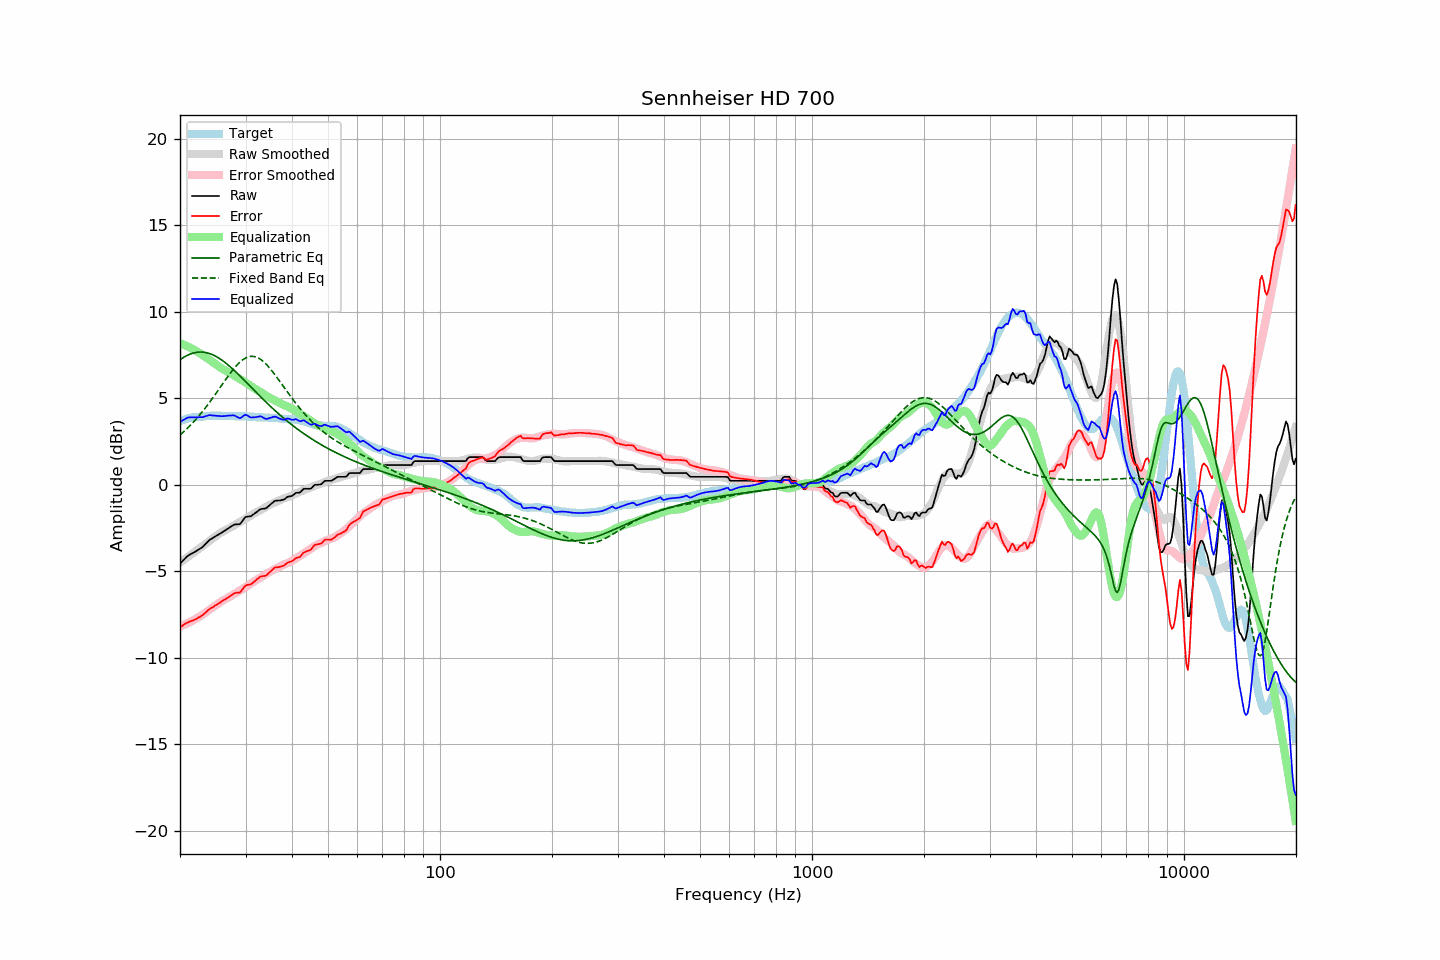 Sennheiser HD 700
Target
Raw Smoothed
Error Smoothed
Raw
Error
Equalization
Parametric Eq
Fixed Band Eq
Equalized
20
15
10
5
0
−5
−10
−15
−20
Amplitude (dBr)
100
1000
10000
Frequency (Hz)